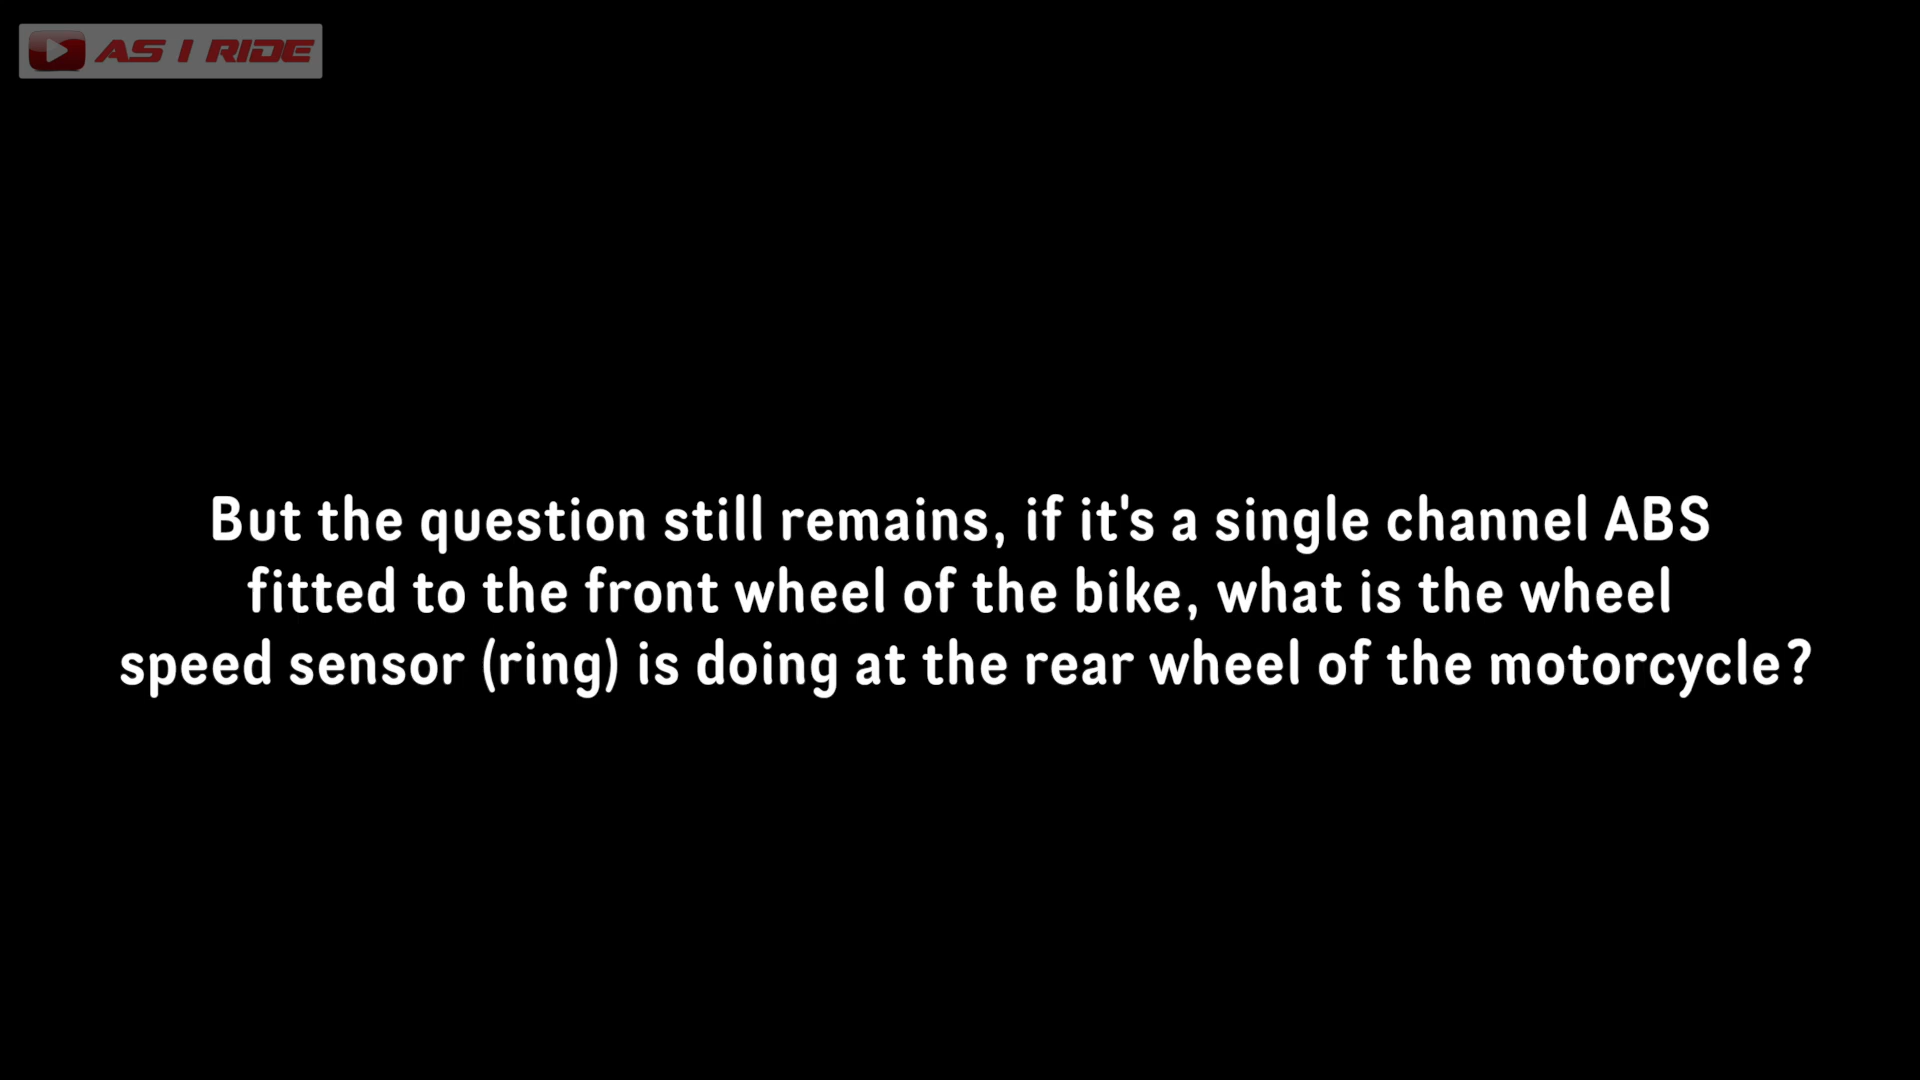 AS I RIDE
But the question still remains, if it's a single channel ABS
fitted to the front wheel of the bike, what is the wheel
speed sensor (ring) is doing at the rear wheel of the motorcycle?